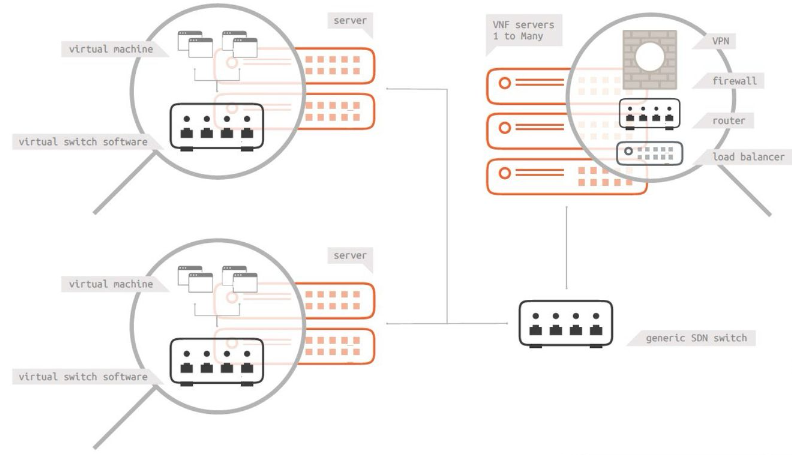 server
virtual machine
virtual switch software
VNF servers
1 to Many
VPN
firewall
router
load balancer
server
virtual machine
virtual switch software
generic SDN switch